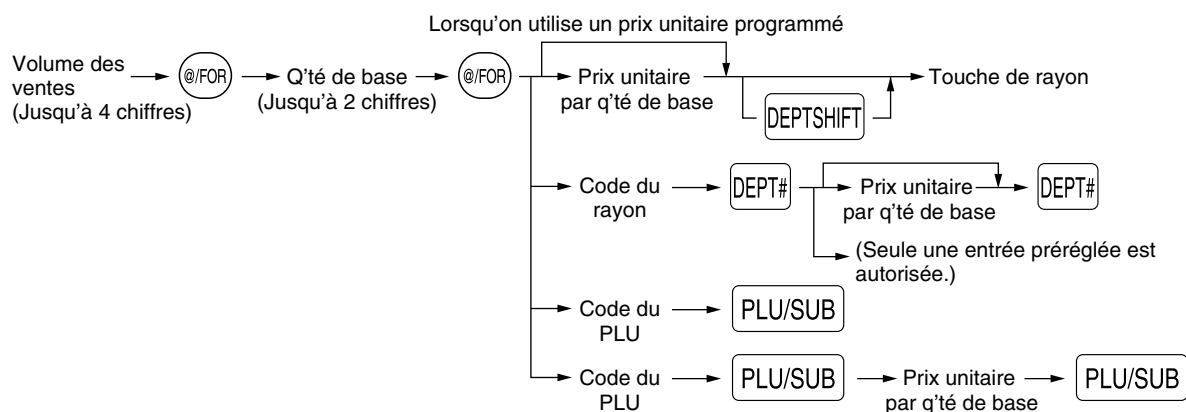 Lorsqu'on utilise un prix unitaire programmé
Volume des
ventes
(Jusqu'à 4 chiffres)
@/FOR
Q'té de base
(Jusqu'à 2 chiffres)
@/FOR
Prix unitaire
par q'té de base
DEPTSHIFT
Touche de rayon
Code du
rayon
DEPT#
Prix unitaire
par q'té de base
DEPT#
(Seule une entrée préréglée est
autorisée.)
Code du
PLU
PLU/SUB
Code du
PLU
PLU/SUB
Prix unitaire
par q'té de base
PLU/SUB